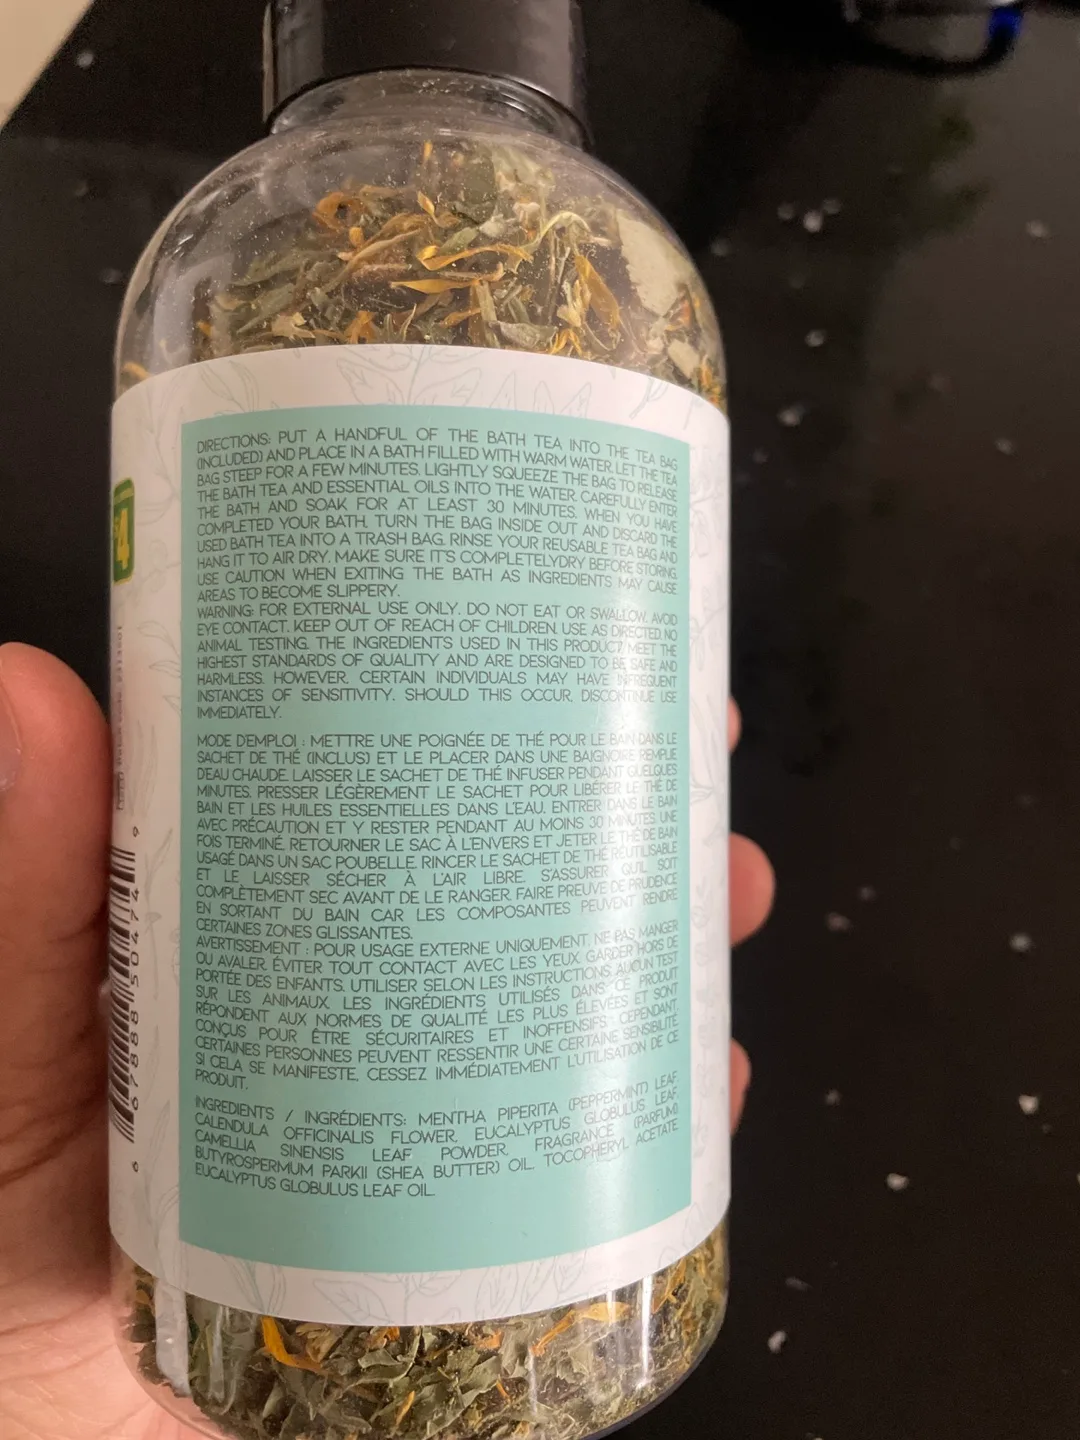 DIRECTIONS: PUT A HANDFUL OF THE BATH TEA INTO THE TEA BAG
(INCLUDED) AND PLACE IN A BATH FILLED WITH WARM WATER. LET THE TEA
BAG STEEP FOR A FEW MINUTES. LIGHTLY SQUEEZE THE BAG TO RELEASE
THE BATH TEA AND ESSENTIAL OILS INTO THE WATER. CAREFULLY ENTER
THE BATH AND SOAK FOR AT LEAST 30 MINUTES. WHEN YOU HAVE
COMPLETED YOUR BATH, TURN THE BAG INSIDE OUT AND DISCARD THE
USED BATH TEA INTO A TRASH BAG. RINSE YOUR REUSABLE TEA BAG AND
HANG IT TO AIR DRY. MAKE SURE IT'S COMPLETELYDRY BEFORE STORING.
USE CAUTION WHEN EXITING THE BATH AS INGREDIENTS MAY CAUSE
AREAS TO BECOME SLIPPERY.
WARNING: FOR EXTERNAL USE ONLY. DO NOT EAT OR SWALLOW. AVOID
EYE CONTACT. KEEP OUT OF REACH OF CHILDREN. USE AS DIRECTED. NO
ANIMAL TESTING. THE INGREDIENTS USED IN THIS PRODUCT MEET THE
HIGHEST STANDARDS OF QUALITY AND ARE DESIGNED TO BE SAFE AND
HARMLESS. HOWEVER, CERTAIN INDIVIDUALS MAY HAVE INFREQUENT
INSTANCES OF SENSITIVITY. SHOULD THIS OCCUR, DISCONTINUE USE
IMMEDIATELY.
MODE D'EMPLOI : METTRE UNE POIGNÉE DE THÉ POUR LE BAIN DANS LE
SACHET DE THÉ (INCLUS) ET LE PLACER DANS UNE BAIGNOIRE REMPLIE
D'EAU CHAUDE. LAISSER LE SACHET DE THÉ INFUSER PENDANT QUELQUES
MINUTES. PRESSER LÉGÈREMENT LE SACHET POUR LIBÉRER LE THÉ DE
BAIN ET LES HUILES ESSENTIELLES DANS L'EAU. ENTRER DANS LE BAIN
AVEC PRÉCAUTION ET Y RESTER PENDANT AU MOINS 30 MINUTES. UNE
FOIS TERMINÉ, RETOURNER LE SAC À L'ENVERS ET JETER LE THÉ DE BAIN
USAGÉ DANS UN SAC POUBELLE. RINCER LE SACHET DE THÉ RÉUTILISABLE
ET LE LAISSER SÉCHER À L'AIR LIBRE. S'ASSURER QU'IL SOIT
COMPLÈTEMENT SEC AVANT DE LE RANGER. FAIRE PREUVE DE PRUDENCE
EN SORTANT DU BAIN CAR LES COMPOSANTES PEUVENT RENDRE
CERTAINES ZONES GLISSANTES.
AVERTISSEMENT : POUR USAGE EXTERNE UNIQUEMENT. NE PAS MANGER
OU AVALER. ÉVITER TOUT CONTACT AVEC LES YEUX. GARDER HORS DE
PORTÉE DES ENFANTS. UTILISER SELON LES INSTRUCTIONS. AUCUN TEST
SUR LES ANIMAUX. LES INGRÉDIENTS UTILISÉS DANS CE PRODUIT
RÉPONDENT AUX NORMES DE QUALITÉ LES PLUS ÉLEVÉES ET SONT
CONÇUS POUR ÊTRE SÉCURITAIRES ET INOFFENSIFS. CEPENDANT,
CERTAINES PERSONNES PEUVENT RESSENTIR UNE CERTAINE SENSIBILITÉ.
SI CELA SE MANIFESTE, CESSEZ IMMÉDIATEMENT L'UTILISATION DE CE
PRODUIT.
INGREDIENTS / INGRÉDIENTS: MENTHA PIPERITA (PEPPERMINT) LEAF,
CALENDULA OFFICINALIS FLOWER, EUCALYPTUS GLOBULUS LEAF,
CAMELLIA SINENSIS LEAF POWDER, FRAGRANCE (PARFUM),
BUTYROSPERMUM PARKII (SHEA BUTTER) OIL, TOCOPHERYL ACETATE,
EUCALYPTUS GLOBULUS LEAF OIL.
4
6 67888 50474 9